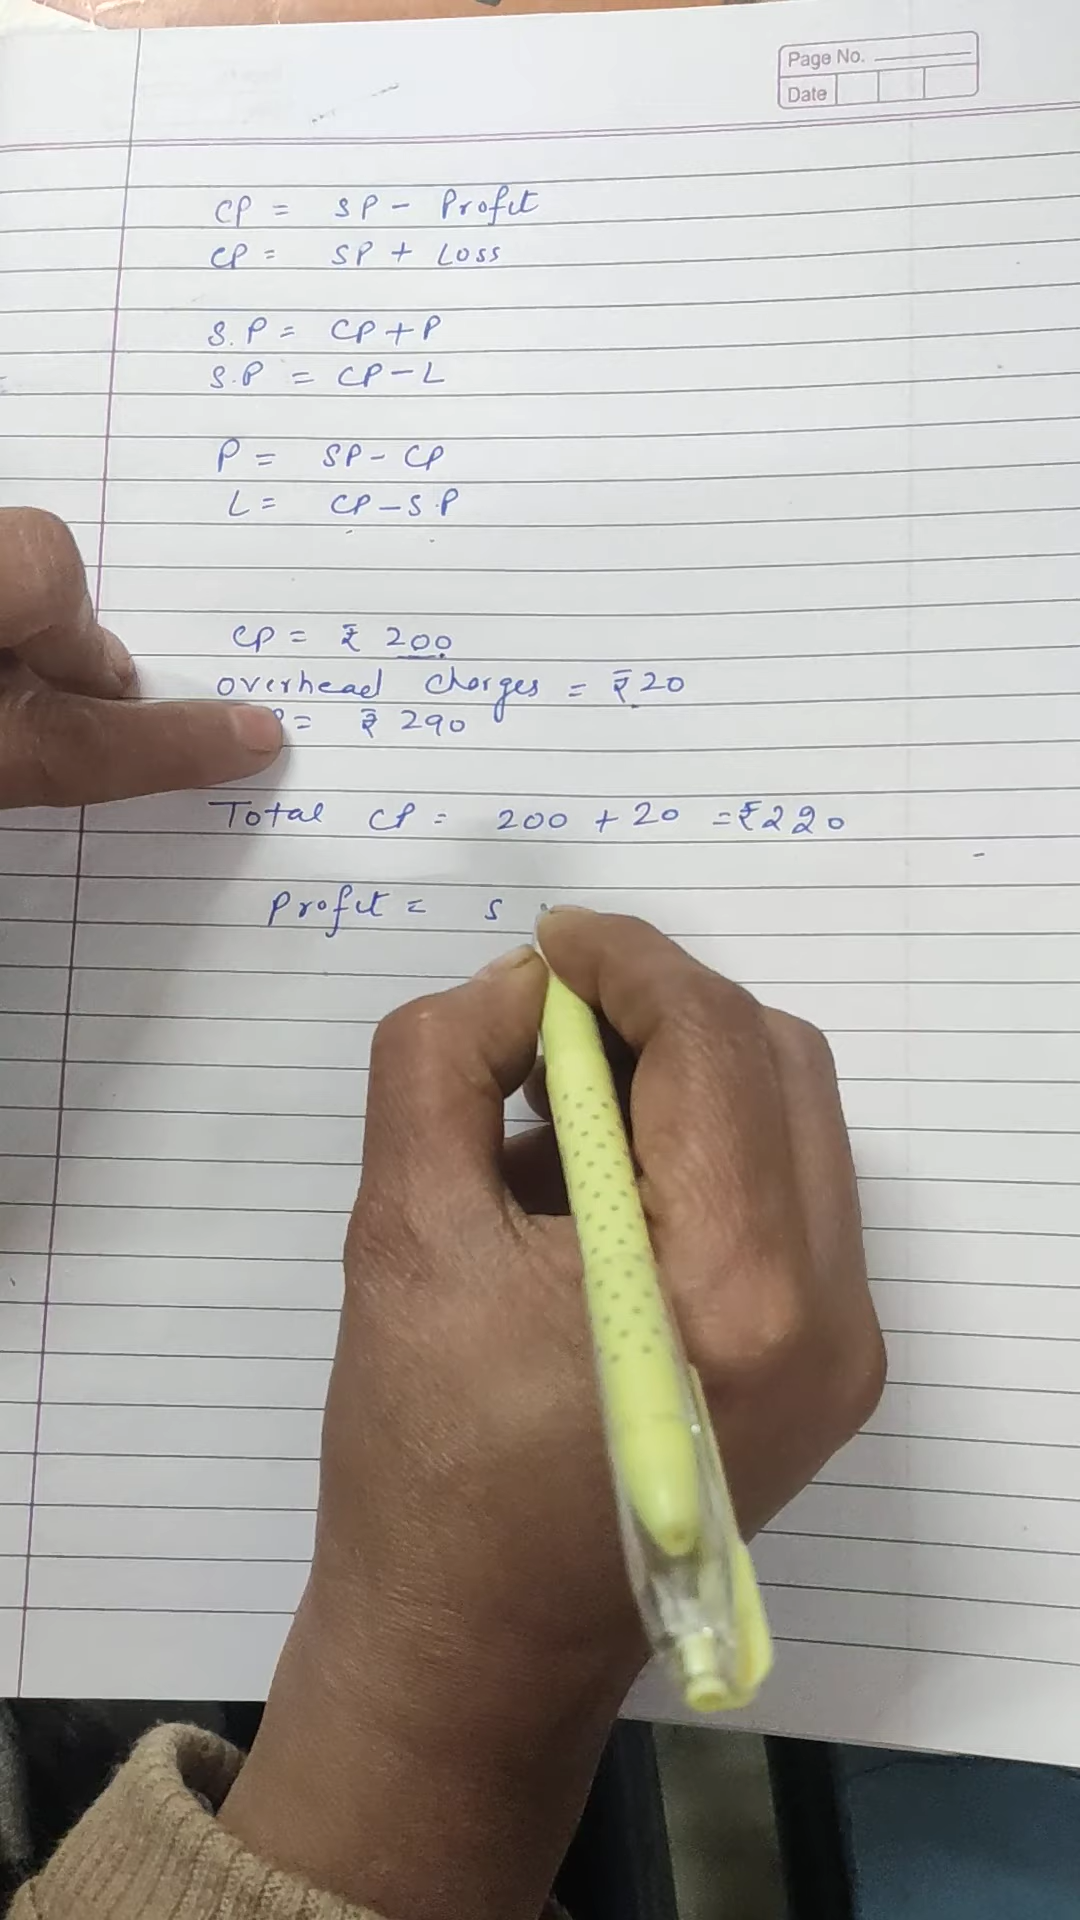 Page No.
Date
CP = SP - Profit
CP = SP + Loss
S.P = CP + P
S.P = CP - L
P = SP - CP
L = CP - S.P
CP = ₹ 200
overhead charges = ₹20
P = ₹ 290
Total CP = 200 + 20 = ₹220
Profit = S